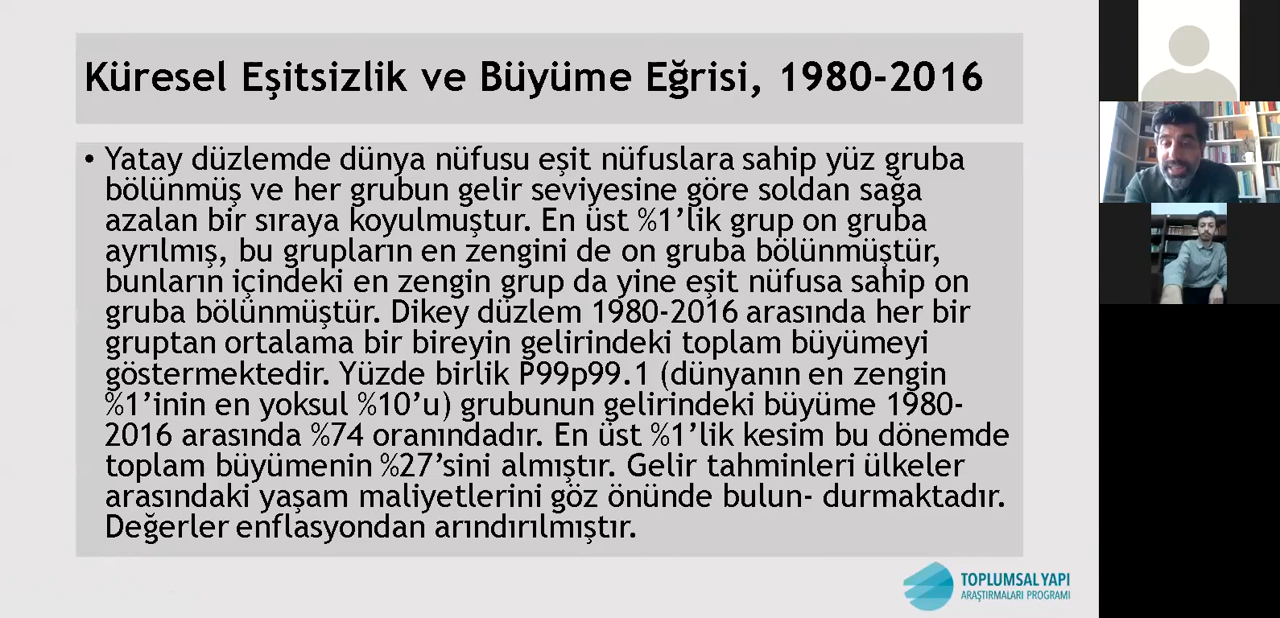 Küresel Eşitsizlik ve Büyüme Eğrisi, 1980-2016
• Yatay düzlemde dünya nüfusu eşit nüfuslara sahip yüz gruba
bölünmüş ve her grubun gelir seviyesine göre soldan sağa
azalan bir sıraya koyulmuştur. En üst %1’lik grup on gruba
ayrılmış, bu grupların en zengini de on gruba bölünmüştür,
bunların içindeki en zengin grup da yine eşit nüfusa sahip on
gruba bölünmüştür. Dikey düzlem 1980-2016 arasında her bir
gruptan ortalama bir bireyin gelirindeki toplam büyümeyi
göstermektedir. Yüzde birlik P99p99.1 (dünyanın en zengin
%1’inin en yoksul %10’u) grubunun gelirindeki büyüme 1980-
2016 arasında %74 oranındadır. En üst %1’lik kesim bu dönemde
toplam büyümenin %27’sini almıştır. Gelir tahminleri ülkeler
arasındaki yaşam maliyetlerini göz önünde bulun- durmaktadır.
Değerler enflasyondan arındırılmıştır.
TOPLUMSAL YAPI
ARAŞTIRMALARI PROGRAMI